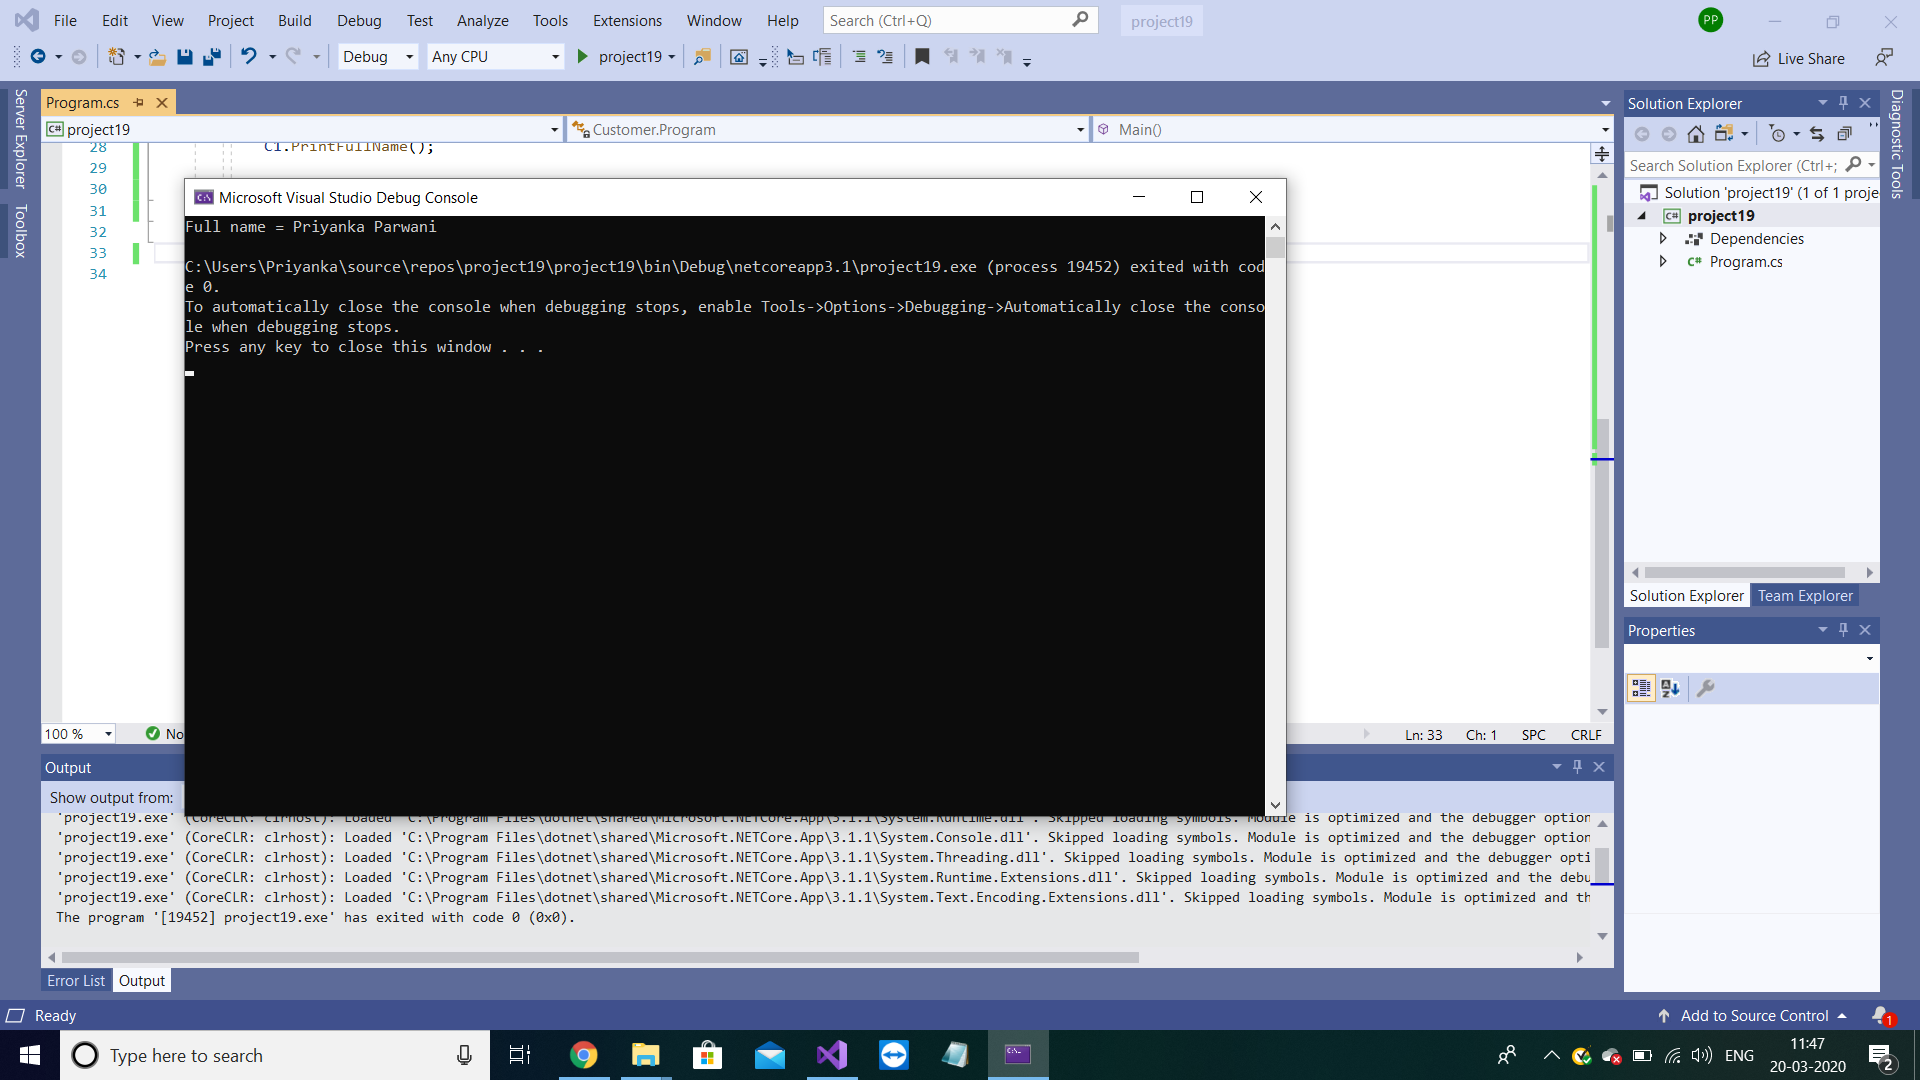 File Edit View Project Build Debug Test Analyze Tools Extensions Window Help Search (Ctrl+Q) project19 PP
Debug Any CPU project19 Live Share
Server Explorer
Toolbox
Program.cs
project19 Customer.Program Main()
28 C1.PrintFullName();
29
30
31
32
33
34
Microsoft Visual Studio Debug Console
Full name = Priyanka Parwani
C:\Users\Priyanka\source\repos\project19\project19\bin\Debug\netcoreapp3.1\project19.exe (process 19452) exited with cod
e 0.
To automatically close the console when debugging stops, enable Tools->Options->Debugging->Automatically close the conso
le when debugging stops.
Press any key to close this window . . .
100 % No Ln: 33 Ch: 1 SPC CRLF
Output
Show output from:
'project19.exe' (CoreCLR: clrhost): Loaded 'C:\Program Files\dotnet\shared\Microsoft.NETCore.App\3.1.1\System.Runtime.dll'. Skipped loading symbols. Module is optimized and the debugger option
'project19.exe' (CoreCLR: clrhost): Loaded 'C:\Program Files\dotnet\shared\Microsoft.NETCore.App\3.1.1\System.Console.dll'. Skipped loading symbols. Module is optimized and the debugger option
'project19.exe' (CoreCLR: clrhost): Loaded 'C:\Program Files\dotnet\shared\Microsoft.NETCore.App\3.1.1\System.Threading.dll'. Skipped loading symbols. Module is optimized and the debugger opti
'project19.exe' (CoreCLR: clrhost): Loaded 'C:\Program Files\dotnet\shared\Microsoft.NETCore.App\3.1.1\System.Runtime.Extensions.dll'. Skipped loading symbols. Module is optimized and the debu
'project19.exe' (CoreCLR: clrhost): Loaded 'C:\Program Files\dotnet\shared\Microsoft.NETCore.App\3.1.1\System.Text.Encoding.Extensions.dll'. Skipped loading symbols. Module is optimized and th
The program '[19452] project19.exe' has exited with code 0 (0x0).
Error List Output
Solution Explorer
Search Solution Explorer (Ctrl+;
Solution 'project19' (1 of 1 proje
C# project19
Dependencies
C# Program.cs
Solution Explorer Team Explorer
Properties
Diagnostic Tools
Ready Add to Source Control 1
Type here to search ENG 11:47
20-03-2020 2